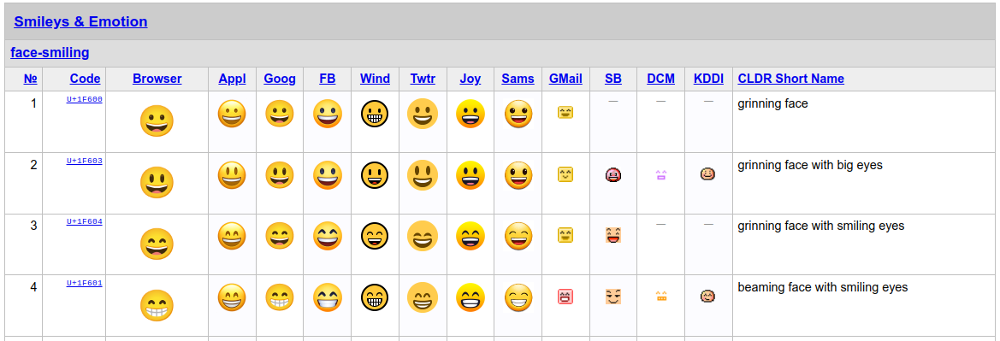 Smileys & Emotion
face-smiling
№ Code Browser Appl Goog FB Wind Twtr Joy Sams GMail SB DCM KDDI CLDR Short Name
1 U+1F600 — — — grinning face
2 U+1F603 grinning face with big eyes
3 U+1F604 — — grinning face with smiling eyes
4 U+1F601 beaming face with smiling eyes